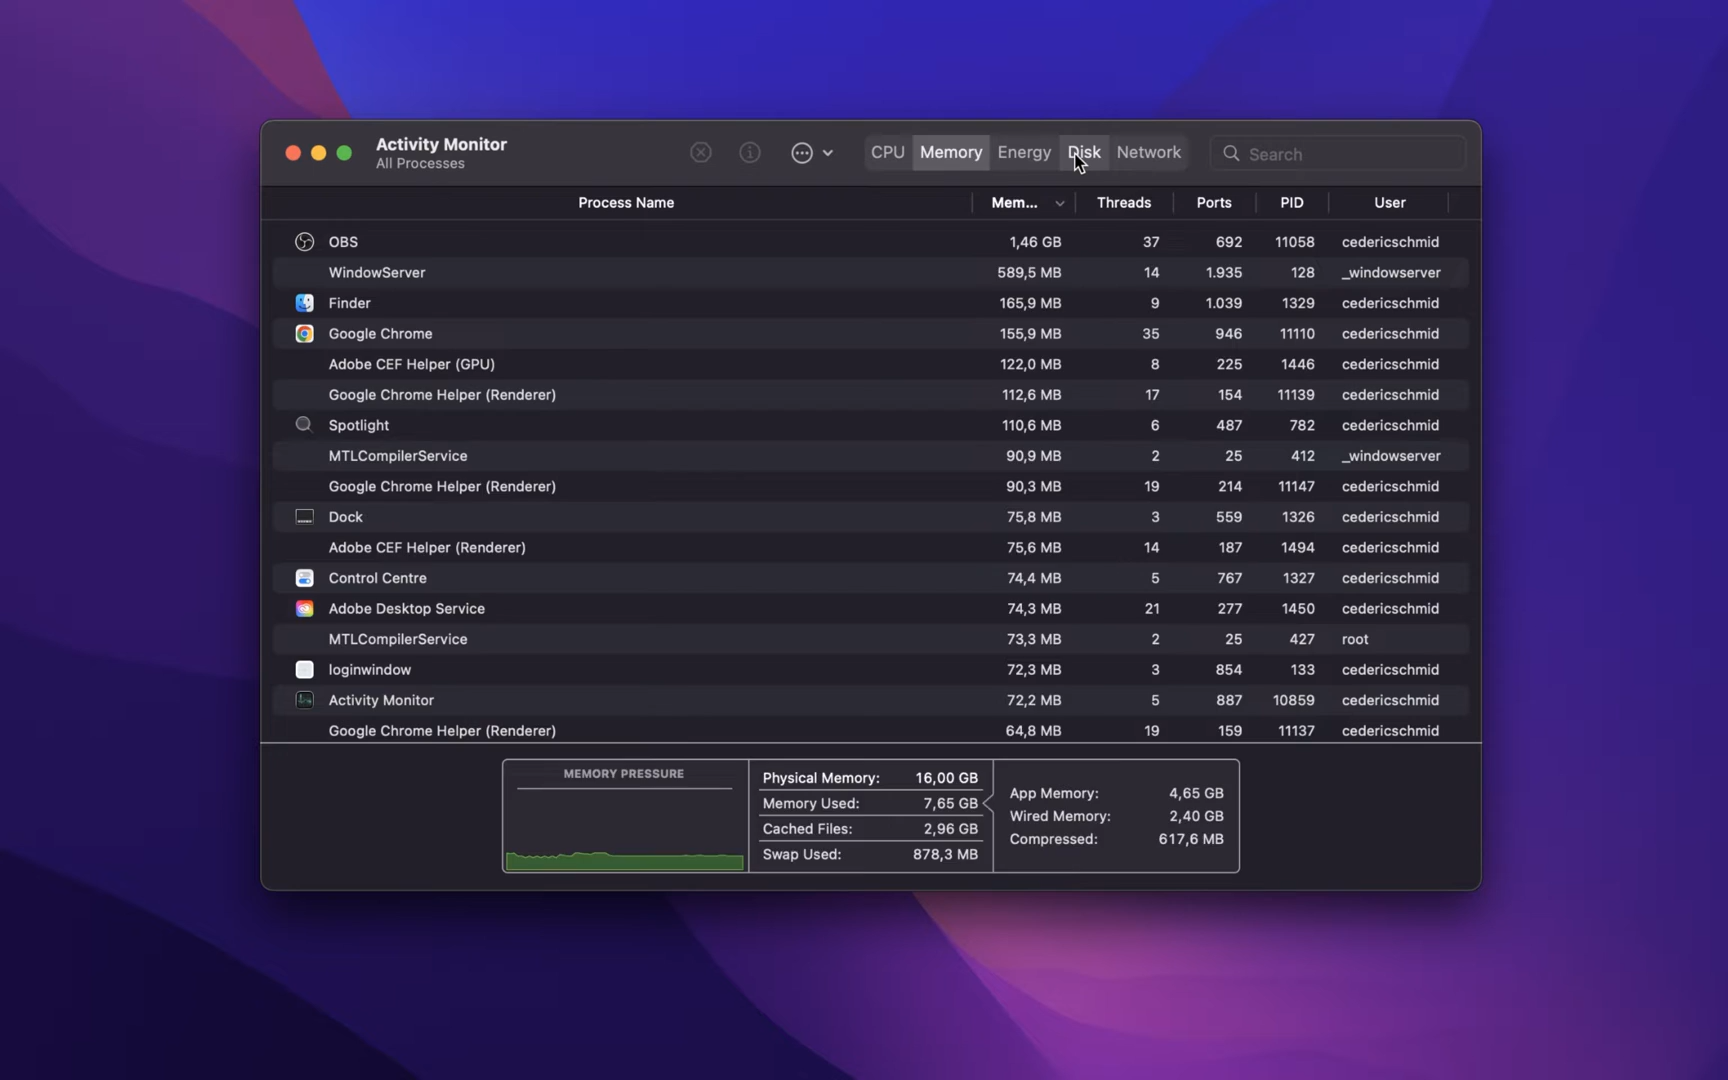 Activity Monitor
All Processes
CPU Memory Energy Disk Network Search
Process Name Mem... Threads Ports PID User
OBS 1,46 GB 37 692 11058 cedericschmid
WindowServer 589,5 MB 14 1.935 128 _windowserver
Finder 165,9 MB 9 1.039 1329 cedericschmid
Google Chrome 155,9 MB 35 946 11110 cedericschmid
Adobe CEF Helper (GPU) 122,0 MB 8 225 1446 cedericschmid
Google Chrome Helper (Renderer) 112,6 MB 17 154 11139 cedericschmid
Spotlight 110,6 MB 6 487 782 cedericschmid
MTLCompilerService 90,9 MB 2 25 412 _windowserver
Google Chrome Helper (Renderer) 90,3 MB 19 214 11147 cedericschmid
Dock 75,8 MB 3 559 1326 cedericschmid
Adobe CEF Helper (Renderer) 75,6 MB 14 187 1494 cedericschmid
Control Centre 74,4 MB 5 767 1327 cedericschmid
Adobe Desktop Service 74,3 MB 21 277 1450 cedericschmid
MTLCompilerService 73,3 MB 2 25 427 root
loginwindow 72,3 MB 3 854 133 cedericschmid
Activity Monitor 72,2 MB 5 887 10859 cedericschmid
Google Chrome Helper (Renderer) 64,8 MB 19 159 11137 cedericschmid
MEMORY PRESSURE
Physical Memory: 16,00 GB
Memory Used: 7,65 GB
Cached Files: 2,96 GB
Swap Used: 878,3 MB
App Memory: 4,65 GB
Wired Memory: 2,40 GB
Compressed: 617,6 MB